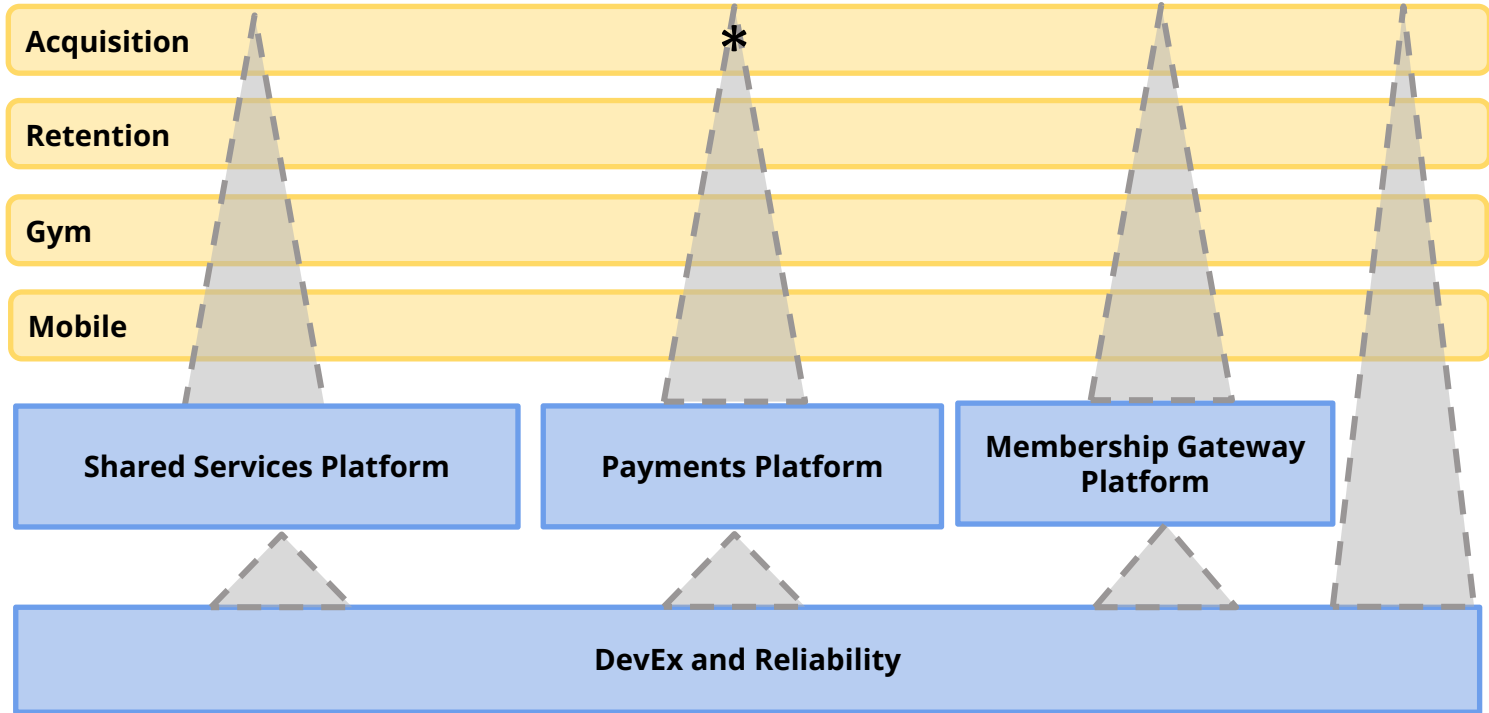 Acquisition
*
Retention
Gym
Mobile
Shared Services Platform
Payments Platform
Membership Gateway
Platform
DevEx and Reliability